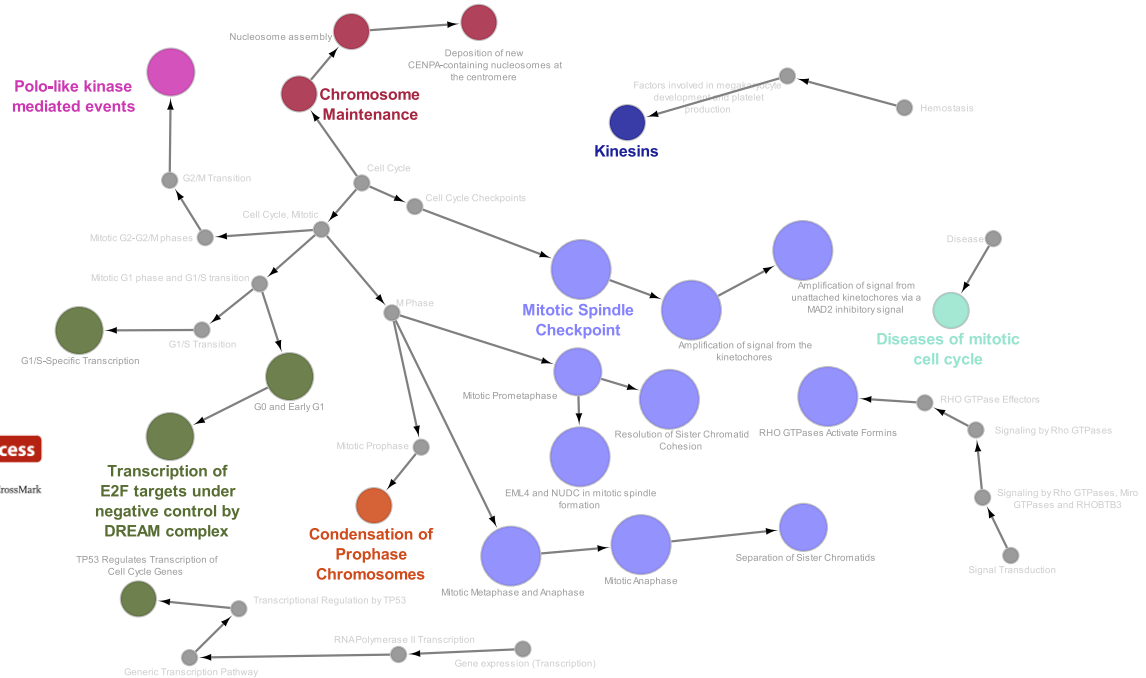 Nucleosome assembly
Deposition of new
CENPA-containing nucleosomes at
the centromere
Polo-like kinase
mediated events
Chromosome
Maintenance
Factors involved in megakaryocyte
development and platelet
production
Hemostasis
Kinesins
Cell Cycle
G2/M Transition
Cell Cycle Checkpoints
Cell Cycle, Mitotic
Mitotic G2-G2/M phases
Disease
Mitotic G1 phase and G1/S transition
Amplification of signal from
unattached kinetochores via a
MAD2 inhibitory signal
M Phase
Mitotic Spindle
Checkpoint
G1/S Transition
G1/S-Specific Transcription
Amplification of signal from the
kinetochores
Diseases of mitotic
cell cycle
Mitotic Prometaphase
G0 and Early G1
RHO GTPase Effectors
Resolution of Sister Chromatid
Cohesion
RHO GTPases Activate Formins
Signaling by Rho GTPases
Mitotic Prophase
cess
CrossMark
Transcription of
E2F targets under
negative control by
DREAM complex
EML4 and NUDC in mitotic spindle
formation
Signaling by Rho GTPases, Miro
GTPases and RHOBTB3
Condensation of
Prophase
Chromosomes
TP53 Regulates Transcription of
Cell Cycle Genes
Separation of Sister Chromatids
Signal Transduction
Mitotic Anaphase
Mitotic Metaphase and Anaphase
Transcriptional Regulation by TP53
RNA Polymerase II Transcription
Gene expression (Transcription)
Generic Transcription Pathway